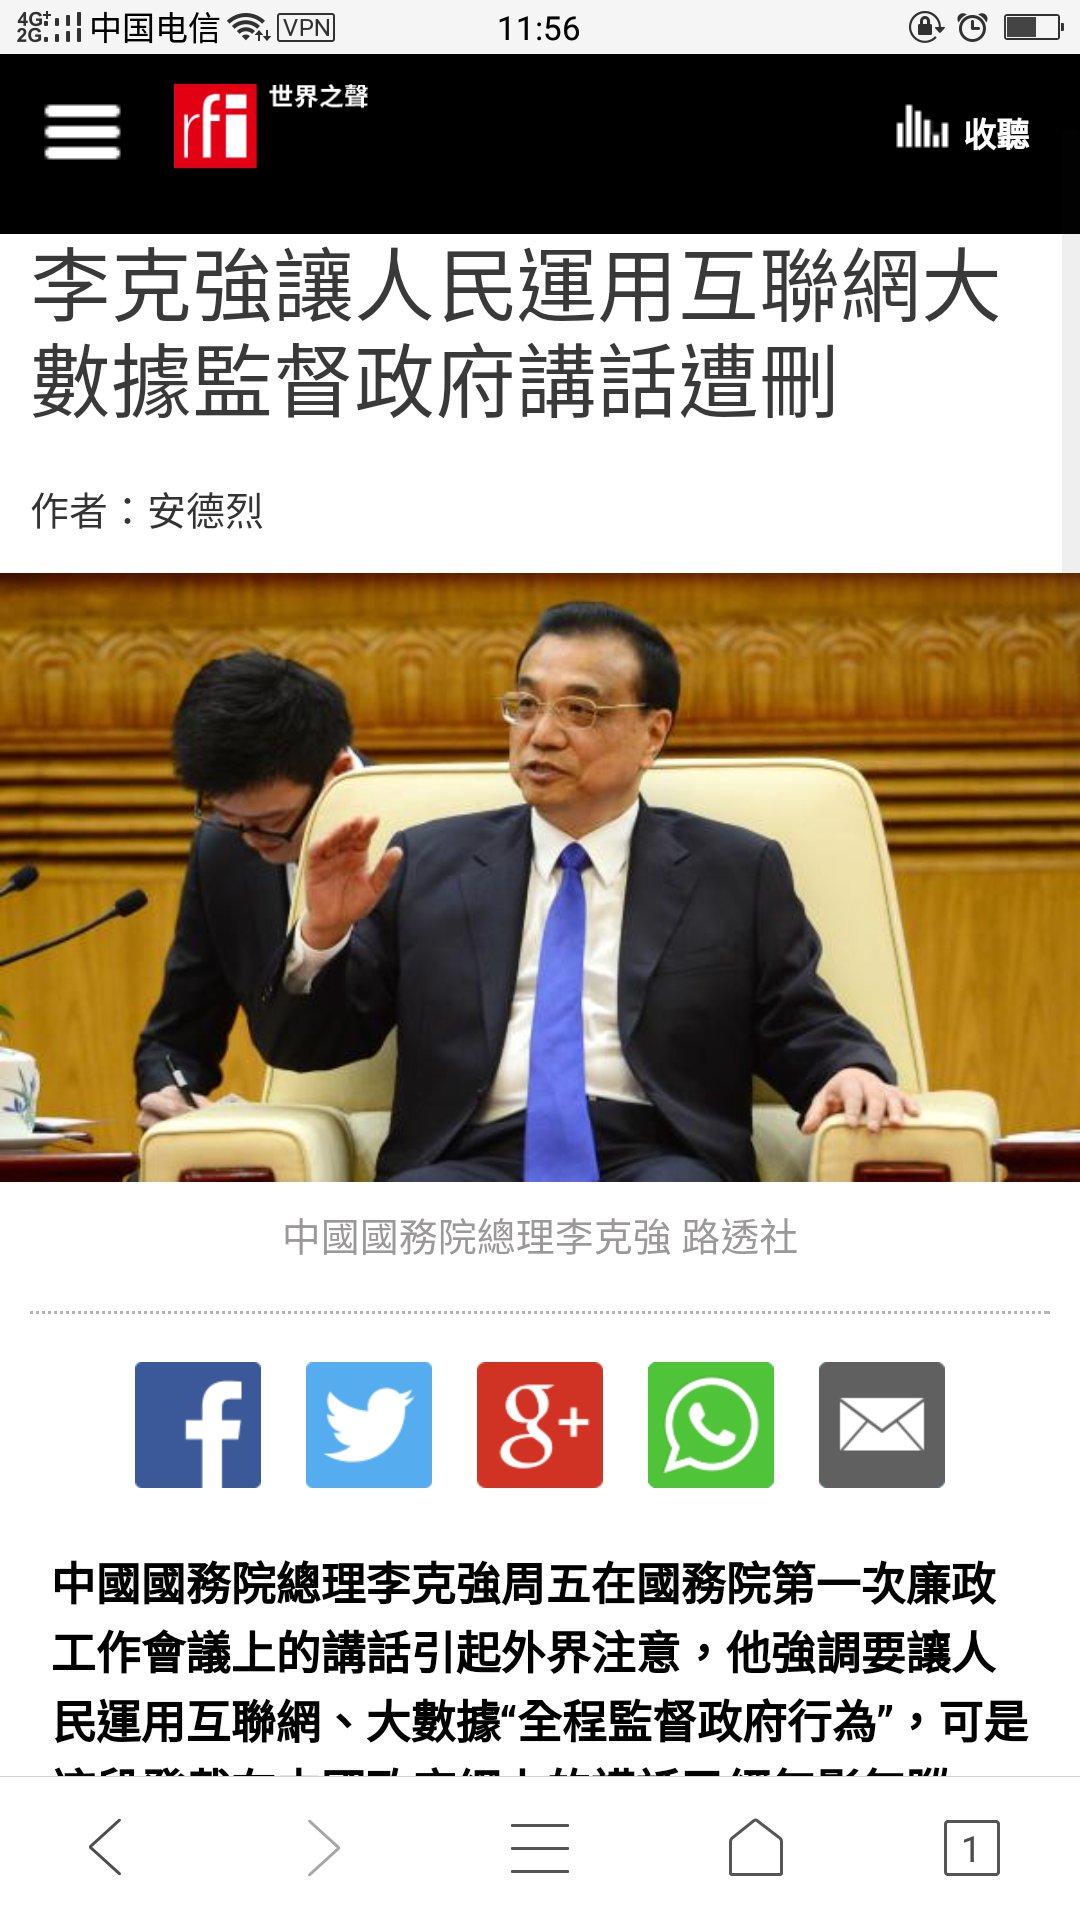 4G+ 2G 中国电信 VPN 11:56
rfi 世界之聲 收聽
李克強讓人民運用互聯網大
數據監督政府講話遭刪
作者：安德烈
中國國務院總理李克強 路透社
f g+
中國國務院總理李克強周五在國務院第一次廉政
工作會議上的講話引起外界注意，他強調要讓人
民運用互聯網、大數據“全程監督政府行為”，可是
1